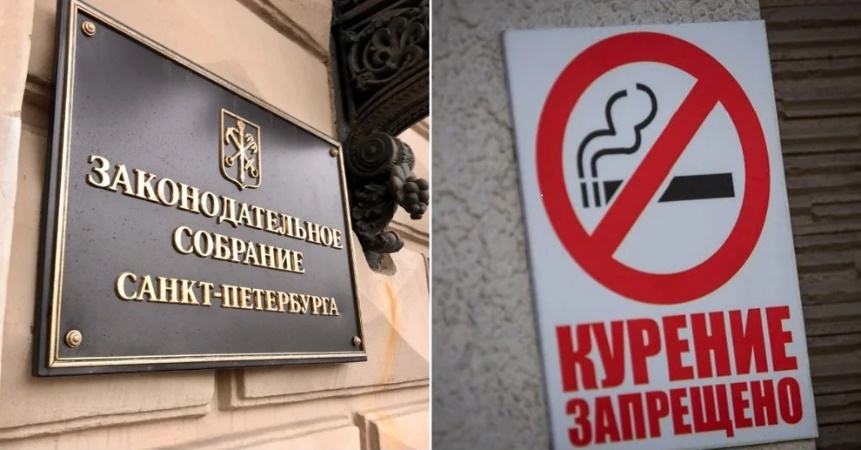 ЗАКОНОДАТЕЛЬНОЕ
СОБРАНИЕ
САНКТ-ПЕТЕРБУРГА
КУРЕНИЕ
ЗАПРЕЩЕНО